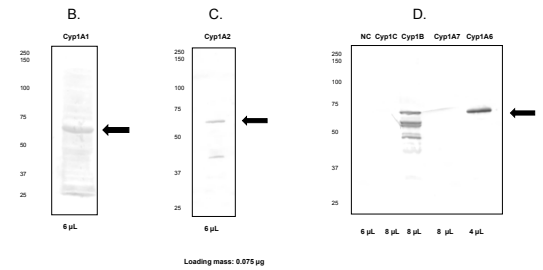 B.
Cyp1A1
250
150
100
75
50
37
25
6 µL
C.
Cyp1A2
250
150
100
75
50
37
25
6 µL
Loading mass: 0.075 µg
D.
NC Cyp1C Cyp1B Cyp1A7 Cyp1A6
250
150
100
75
50
37
25
6 µL 8 µL 8 µL 8 µL 4 µL